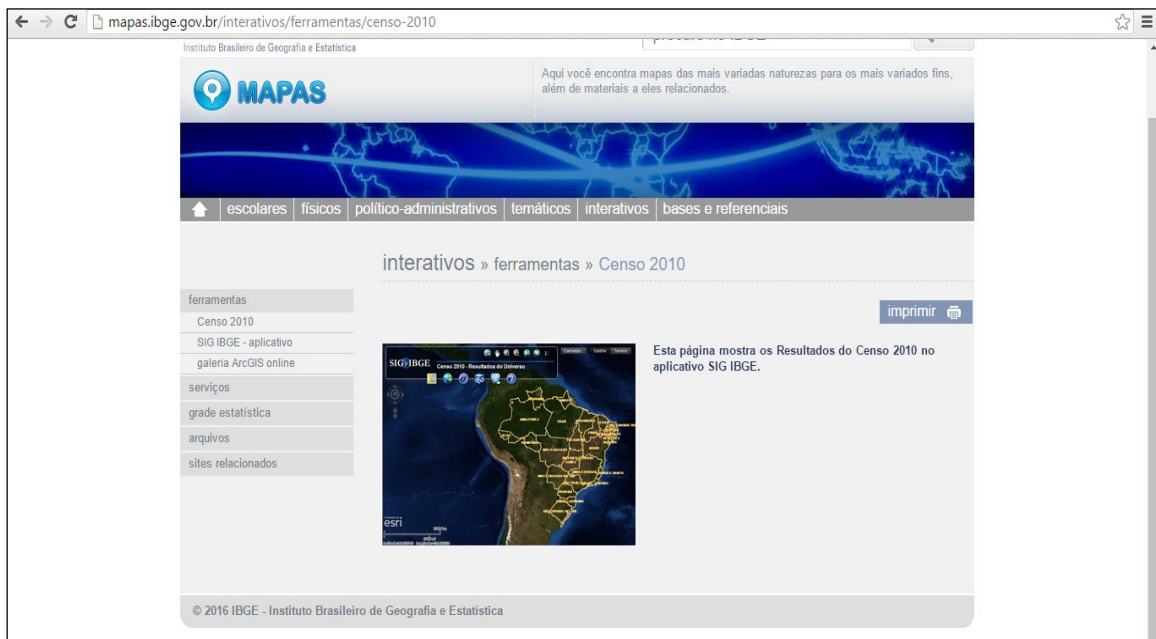 mapas.ibge.gov.br/interativos/ferramentas/censo-2010
Instituto Brasileiro de Geografia e Estatística
MAPAS
Aqui você encontra mapas das mais variadas naturezas para os mais variados fins,
além de materiais a eles relacionados.
escolares físicos político-administrativos temáticos interativos bases e referenciais
interativos » ferramentas » Censo 2010
imprimir
ferramentas
Censo 2010
SIG IBGE - aplicativo
galeria ArcGIS online
serviços
grade estatística
arquivos
sites relacionados
SIG IBGE
Censo 2010 - Resultados do Universo
esri
Esta página mostra os Resultados do Censo 2010 no
aplicativo SIG IBGE.
© 2016 IBGE - Instituto Brasileiro de Geografia e Estatística